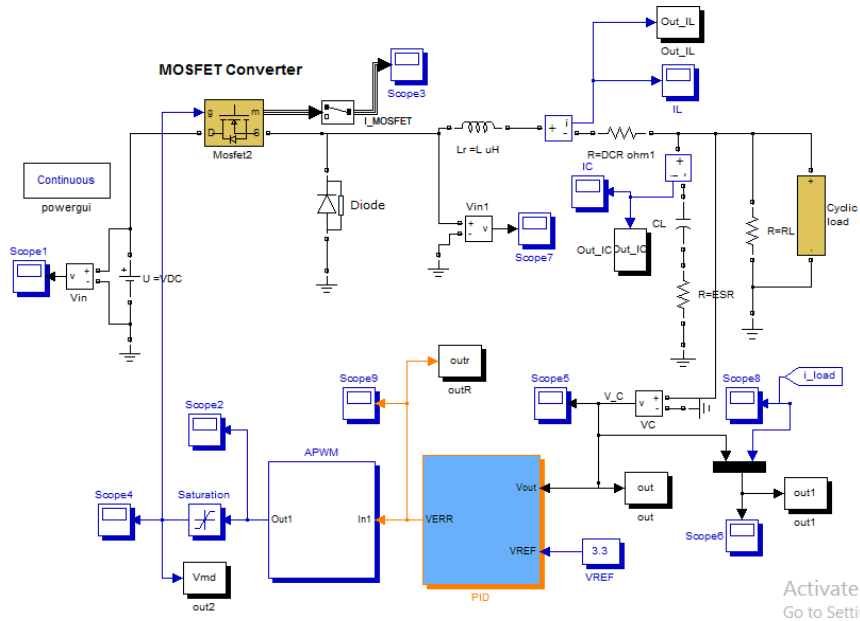 Out_IL
Out_IL
MOSFET Converter
Scope3
IL
I_MOSFET
g
m
D
S
Mosfet2
i
+
-
Lr =L uH
R=DCR ohm1
IC
+
-
i
Continuous
powergui
Diode
Vin1
+
-
v
Scope7
CL
Out_IC
Out_IC
R=RL
+
-
Cyclic
load
Scope1
v
+
-
Vin
+
U =VDC
R=ESR
outr
outR
Scope9
Scope5
V_C
v
+
-
VC
Scope8
i_load
Scope2
APWM
Scope4
Saturation
Out1
In1
VERR
Vout
VREF
PID
out
out
3.3
VREF
out1
out1
Scope6
Vmd
out2
Activate
Go to Setti